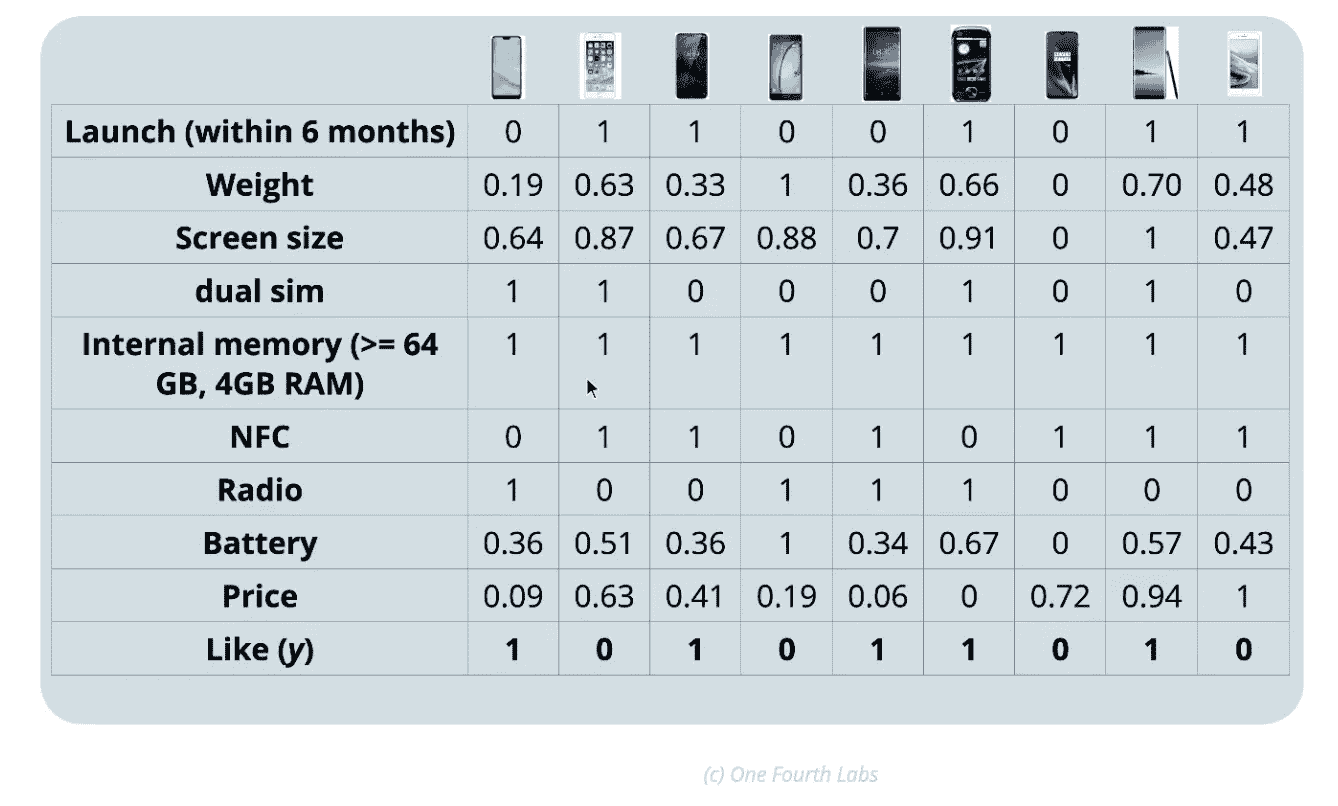 Launch (within 6 months) 0 1 1 0 0 1 0 1 1
Weight 0.19 0.63 0.33 1 0.36 0.66 0 0.70 0.48
Screen size 0.64 0.87 0.67 0.88 0.7 0.91 0 1 0.47
dual sim 1 1 0 0 0 1 0 1 0
Internal memory (>= 64 1 1 1 1 1 1 1 1 1
GB, 4GB RAM)
NFC 0 1 1 0 1 0 1 1 1
Radio 1 0 0 1 1 1 0 0 0
Battery 0.36 0.51 0.36 1 0.34 0.67 0 0.57 0.43
Price 0.09 0.63 0.41 0.19 0.06 0 0.72 0.94 1
Like (y) 1 0 1 0 1 1 0 1 0
(c) One Fourth Labs